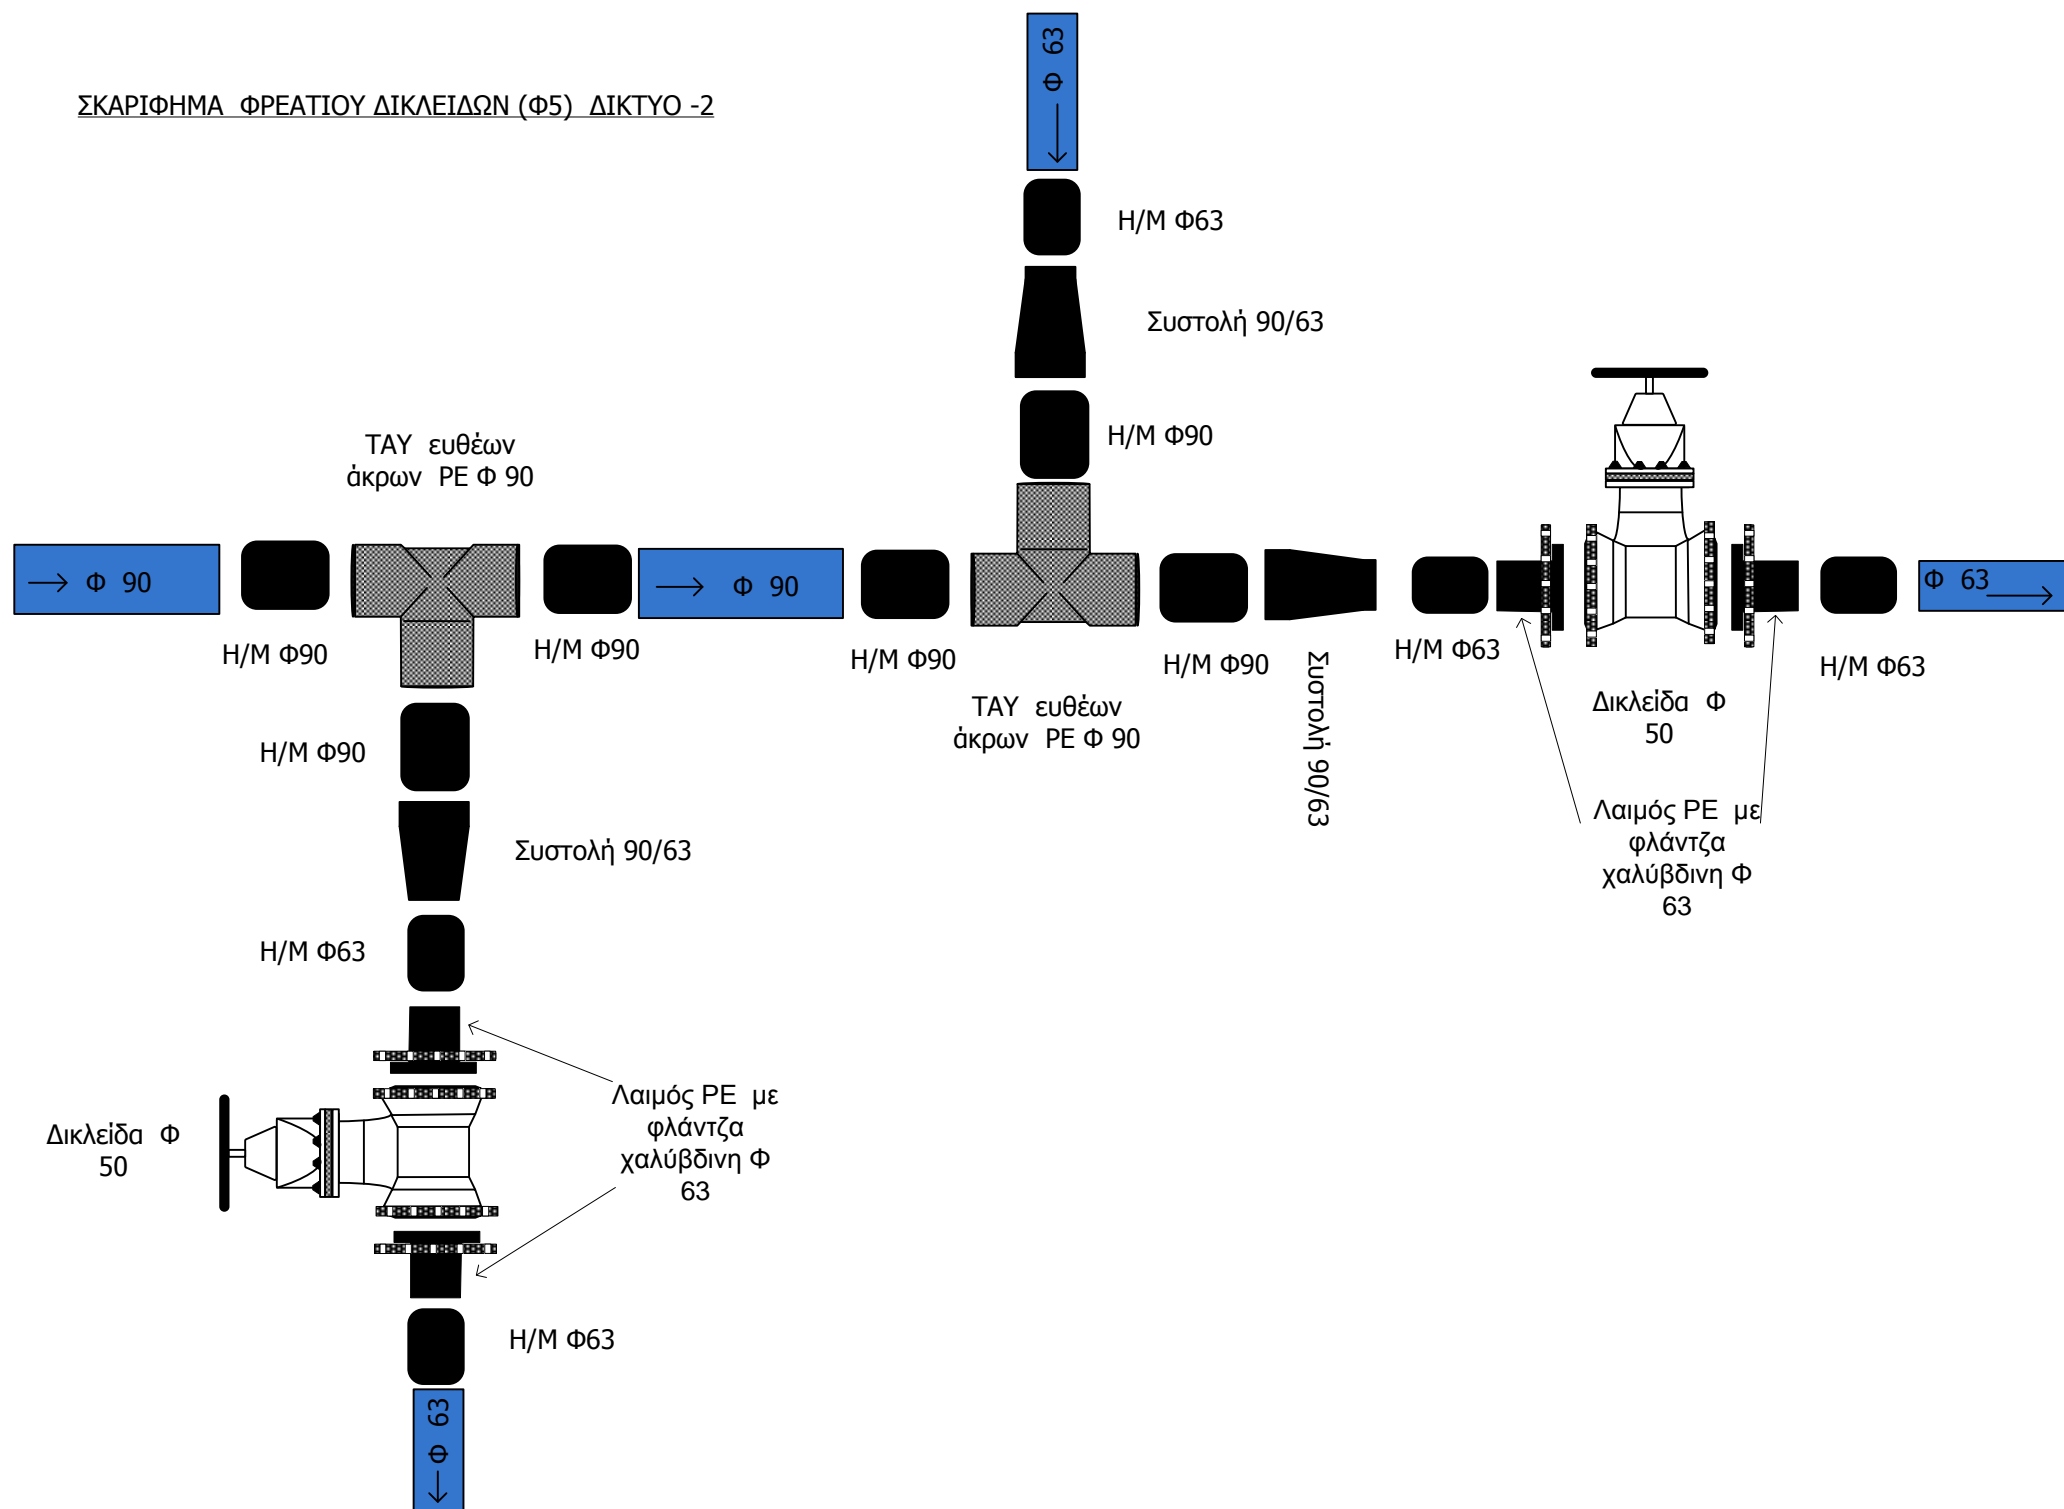 Φ 63
ΣΚΑΡΙΦΗΜΑ ΦΡΕΑΤΙΟΥ ΔΙΚΛΕΙΔΩΝ (Φ5) ΔΙΚΤΥΟ -2
Η/Μ Φ63
Συστολή 90/63
Η/Μ Φ90
ΤΑΥ ευθέων
άκρων PE Φ 90
Φ 90
Φ 90
Φ 63
Η/Μ Φ90
Η/Μ Φ90
Η/Μ Φ90
Η/Μ Φ90
Η/Μ Φ63
Η/Μ Φ63
ΤΑΥ ευθέων
άκρων PE Φ 90
Συστολή 90/63
Δικλείδα Φ
50
Η/Μ Φ90
Λαιμός PE με
φλάντζα
χαλύβδινη Φ
63
Συστολή 90/63
Η/Μ Φ63
Δικλείδα Φ
50
Λαιμός PE με
φλάντζα
χαλύβδινη Φ
63
Η/Μ Φ63
Φ 63